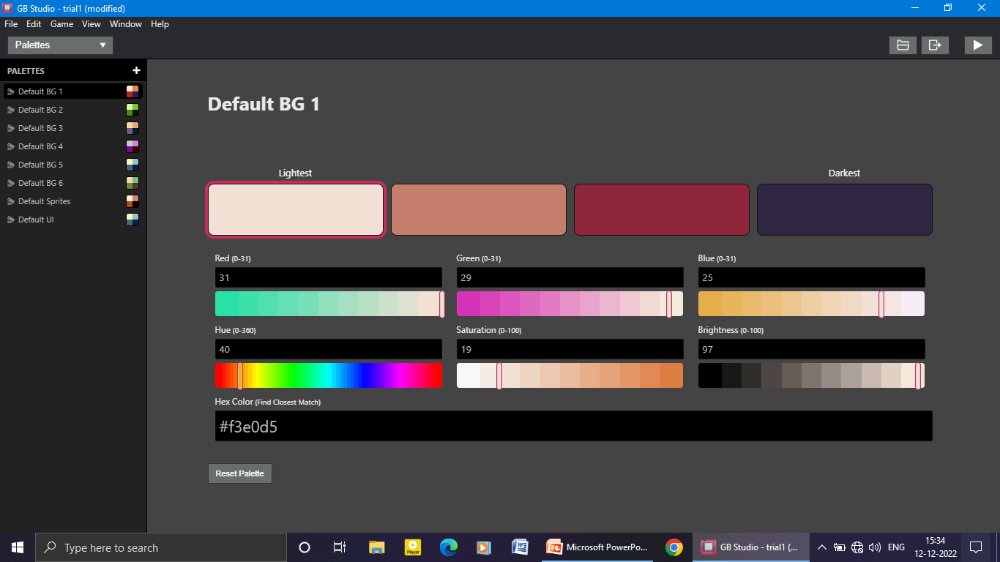 GB Studio - trial1 (modified)
File Edit Game View Window Help
Palettes
PALETTES
Default BG 1
Default BG 2
Default BG 3
Default BG 4
Default BG 5
Default BG 6
Default Sprites
Default UI
Default BG 1
Lightest Darkest
Red (0-31) Green (0-31) Blue (0-31)
31 29 25
Hue (0-360) Saturation (0-100) Brightness (0-100)
40 19 97
Hex Color (Find Closest Match)
#f3e0d5
Reset Palette
Type here to search
Player
Microsoft PowerPo...
GB Studio - trial1 (...
ENG
15:34
12-12-2022